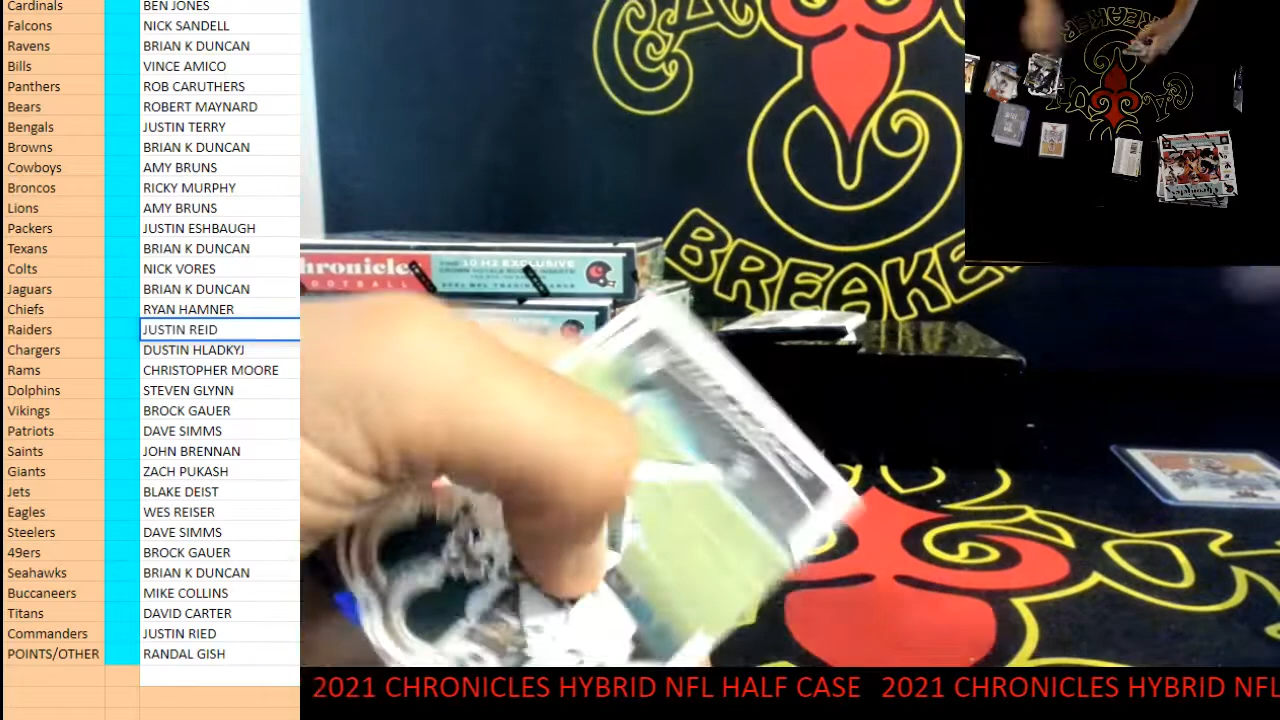 Cardinals BEN JONES
Falcons NICK SANDELL
Ravens BRIAN K DUNCAN
Bills VINCE AMICO
Panthers ROB CARUTHERS
Bears ROBERT MAYNARD
Bengals JUSTIN TERRY
Browns BRIAN K DUNCAN
Cowboys AMY BRUNS
Broncos RICKY MURPHY
Lions AMY BRUNS
Packers JUSTIN ESHBAUGH
Texans BRIAN K DUNCAN
Colts NICK VORES
Jaguars BRIAN K DUNCAN
Chiefs RYAN HAMNER
Raiders JUSTIN REID
Chargers DUSTIN HLADKYJ
Rams CHRISTOPHER MOORE
Dolphins STEVEN GLYNN
Vikings BROCK GAUER
Patriots DAVE SIMMS
Saints JOHN BRENNAN
Giants ZACH PUKASH
Jets BLAKE DEIST
Eagles WES REISER
Steelers DAVE SIMMS
49ers BROCK GAUER
Seahawks BRIAN K DUNCAN
Buccaneers MIKE COLLINS
Titans DAVID CARTER
Commanders JUSTIN RIED
POINTS/OTHER RANDAL GISH
BREAKER
hronicles
FOOTBALL
10 H2 EXCLUSIVE
BREAKE
2021 CHRONICLES HYBRID NFL HALF CASE 2021 CHRONICLES HYBRID NFL